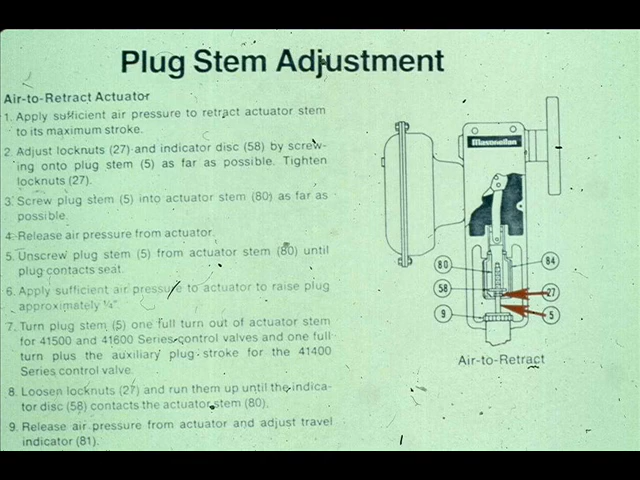 Plug Stem Adjustment
Air-to-Retract Actuator
1. Apply sufficient air pressure to retract actuator stem
to its maximum stroke.
2. Adjust locknuts (27) and indicator disc (58) by screw-
ing onto plug stem (5) as far as possible. Tighten
locknuts (27).
3. Screw plug stem (5) into actuator stem (80) as far as
possible.
4. Release air pressure from actuator.
5. Unscrew plug stem (5) from actuator stem (80) until
plug contacts seat.
6. Apply sufficient air pressure to actuator to raise plug
approximately ¼".
7. Turn plug stem (5) one full turn out of actuator stem
for 41500 and 41600 Series control valves and one full
turn plus the auxiliary plug stroke for the 41400
Series control valve.
8. Loosen locknuts (27) and run them up until the indica-
tor disc (58) contacts the actuator stem (80).
9. Release air pressure from actuator and adjust travel
indicator (81).
Masoneilan
80
84
58
27
9
5
Air-to-Retract